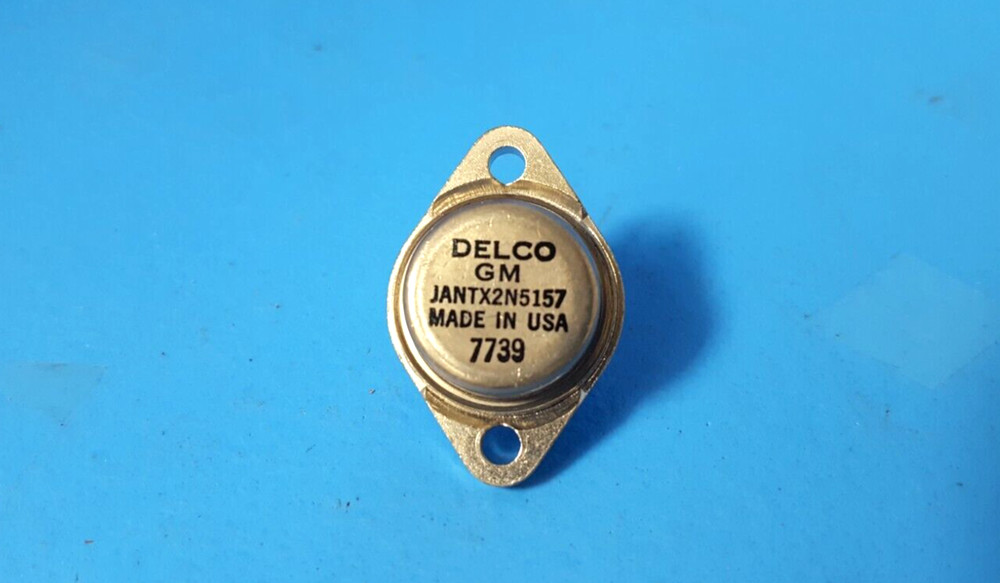 DELCO
GM
JANTX2N5157
MADE IN USA
7739